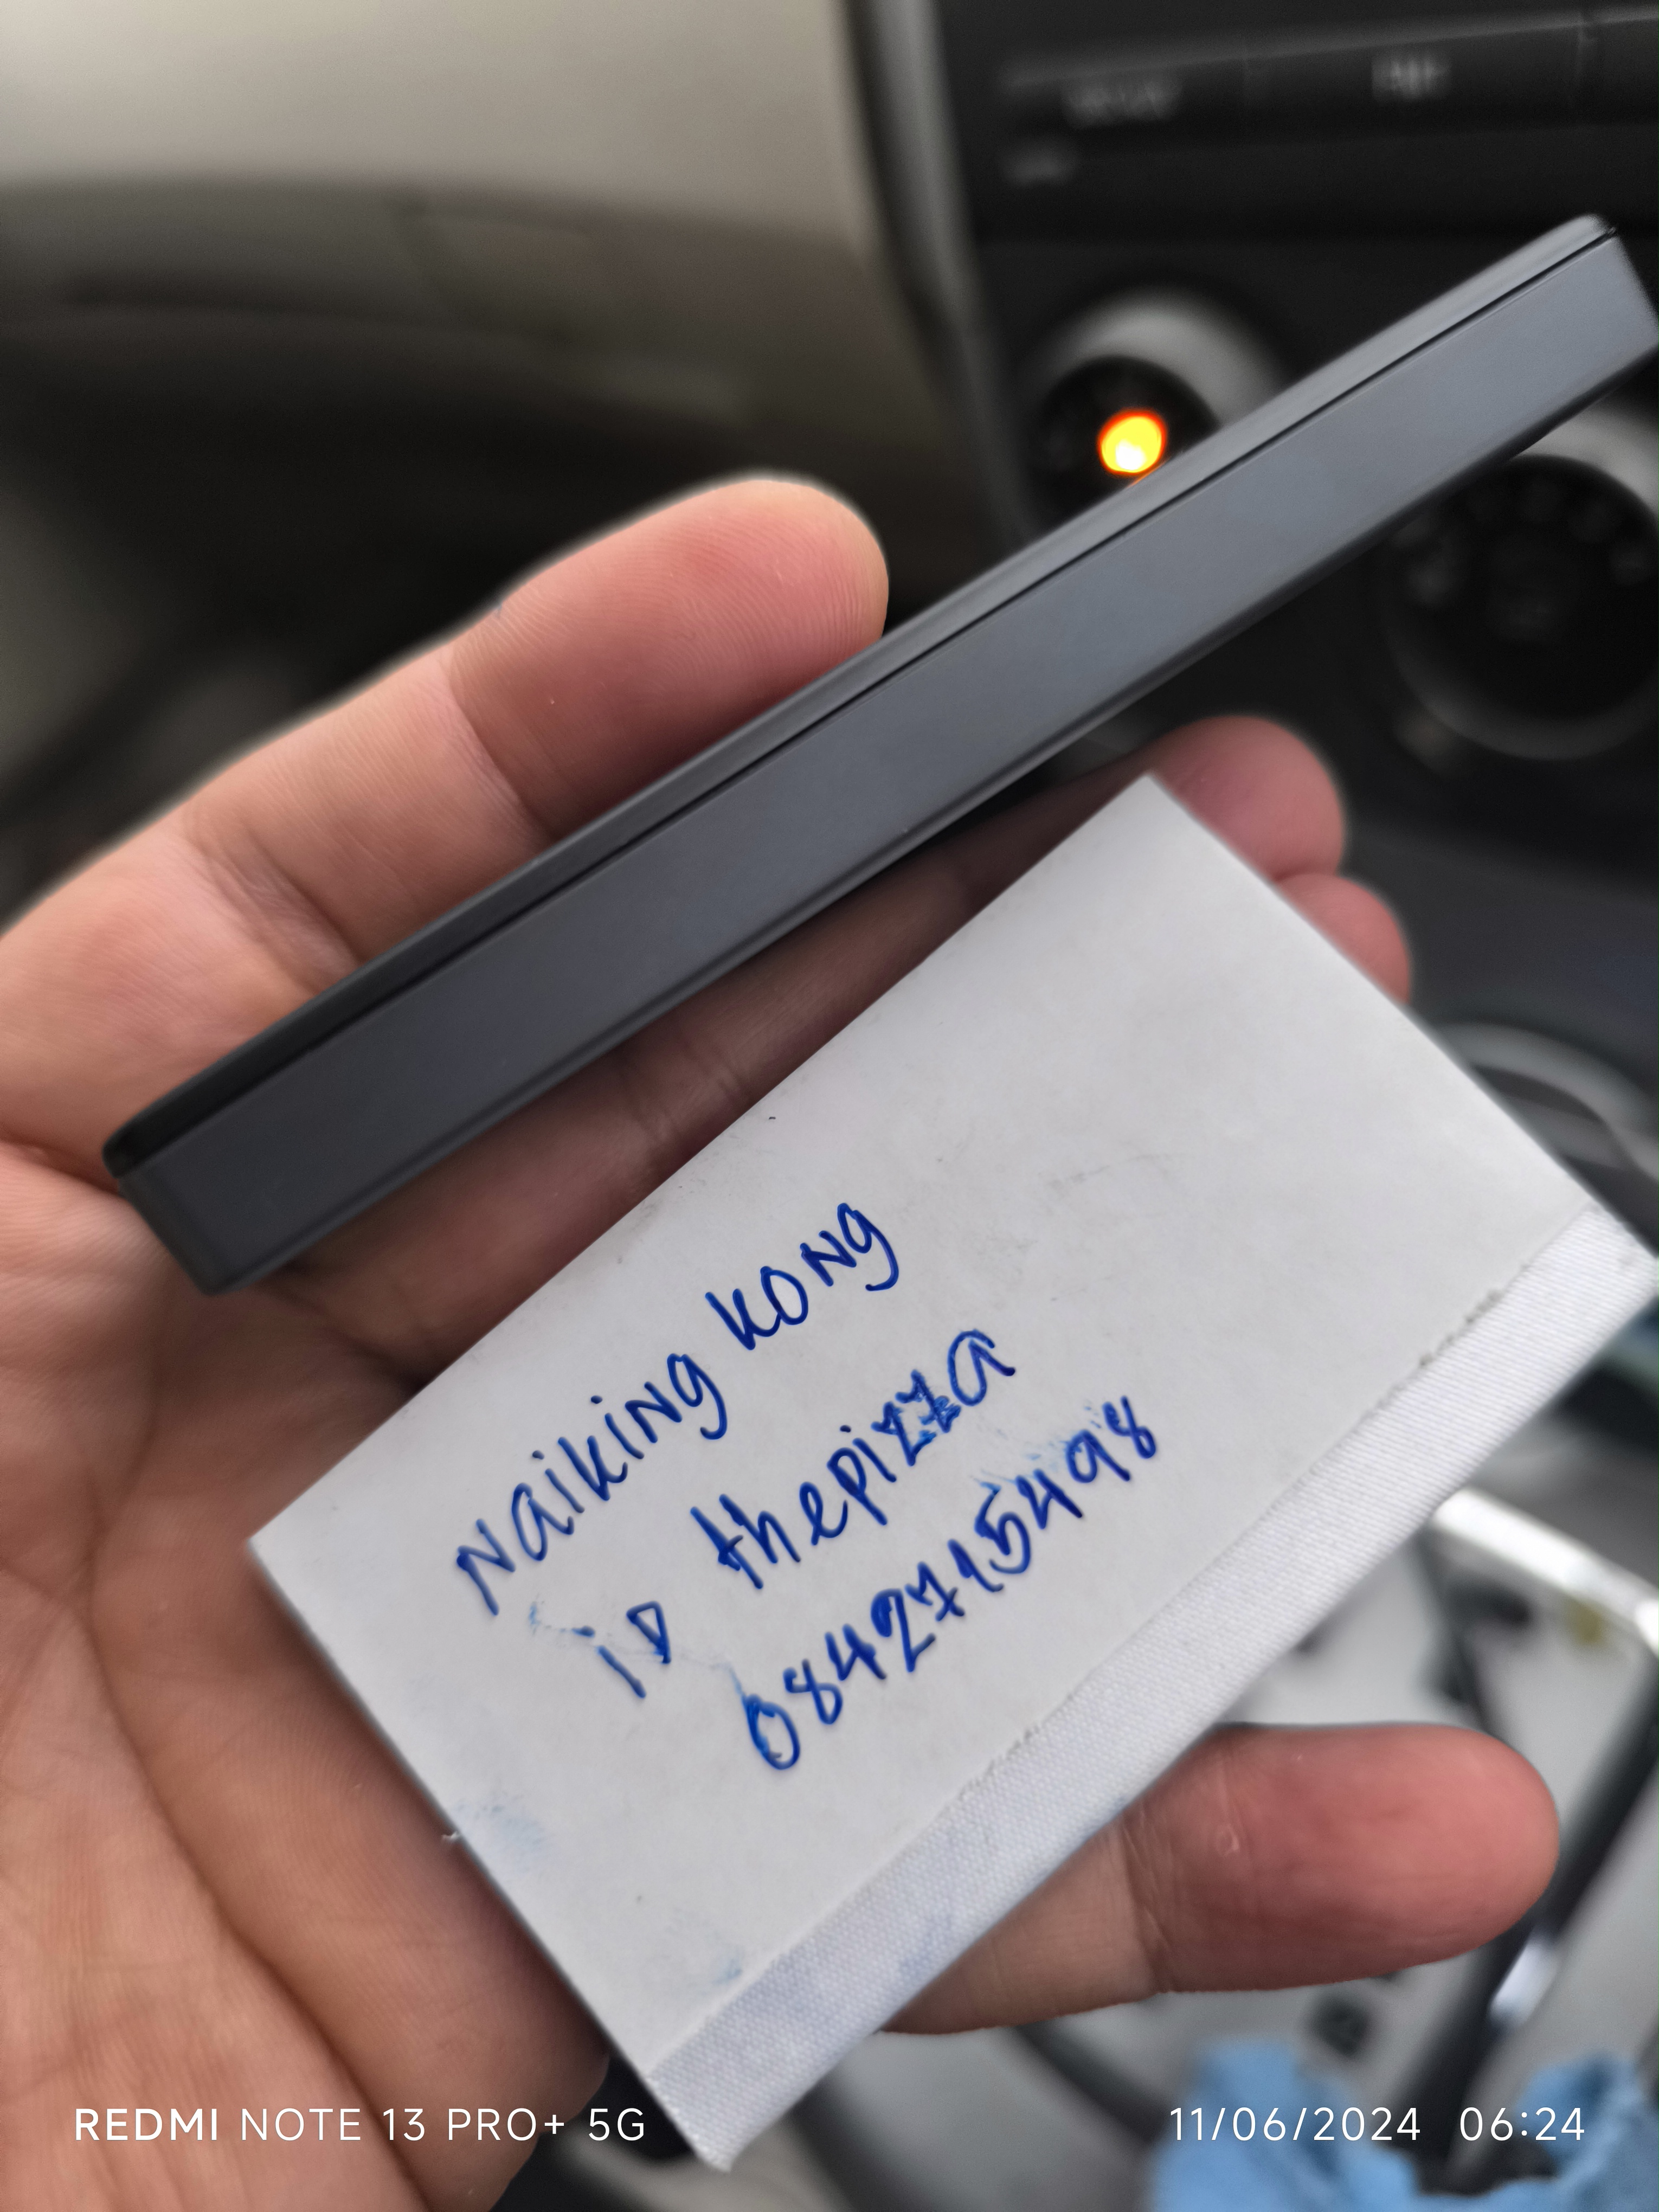 Naiking Kong
iD thepizza
0842715498
REDMI NOTE 13 PRO+ 5G
11/06/2024 06:24